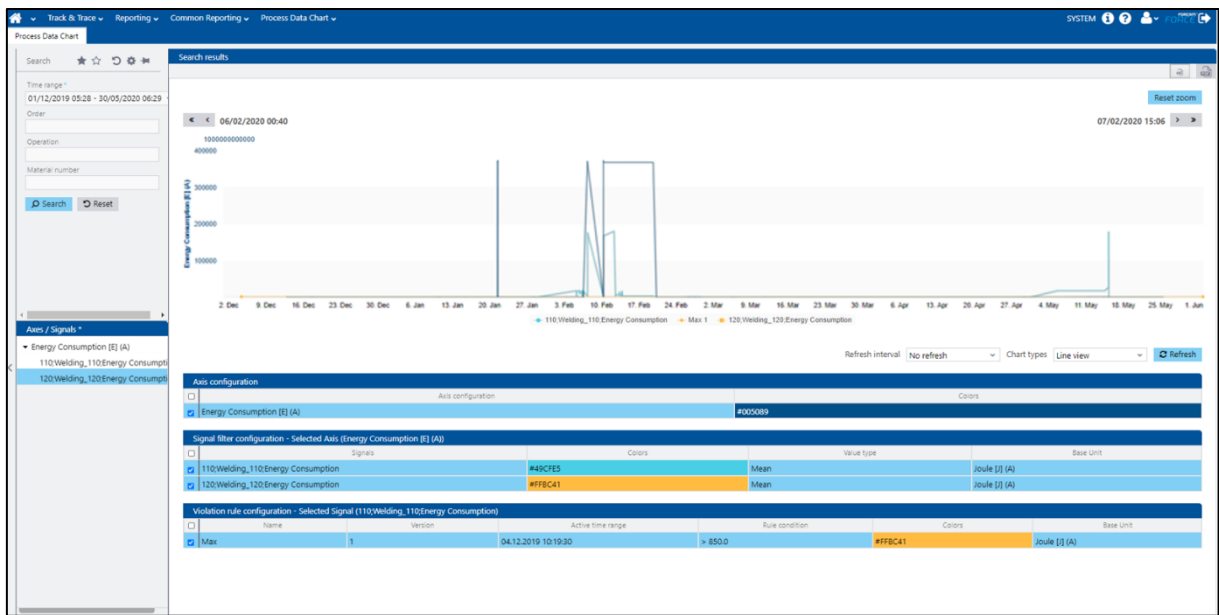 Track & Trace Reporting Common Reporting Process Data Chart SYSTEM
Process Data Chart
Search
Search results
Time range *
01/12/2019 05:28 - 30/05/2020 06:29
Order
Operation
Material number
Search Reset
Reset zoom
06/02/2020 00:40 07/02/2020 15:06
1000000000000
400000
300000
200000
100000
Energy Consumption [E] (A)
2. Dec 9. Dec 16. Dec 23. Dec 30. Dec 6. Jan 13. Jan 20. Jan 27. Jan 3. Feb 10. Feb 17. Feb 24. Feb 2. Mar 9. Mar 16. Mar 23. Mar 30. Mar 6. Apr 13. Apr 20. Apr 27. Apr 4. May 11. May 18. May 25. May 1. Jun
110;Welding_110;Energy Consumption Max 1 120;Welding_120;Energy Consumption
Axes / Signals *
Energy Consumption [E] (A)
110;Welding_110;Energy Consumpti
120;Welding_120;Energy Consumpti
Refresh interval No refresh Chart types Line view Refresh
Axis configuration
Axis configuration Colors
Energy Consumption [E] (A) #005089
Signal filter configuration - Selected Axis (Energy Consumption [E] (A))
Signals Colors Value type Base Unit
110;Welding_110;Energy Consumption #49CFE5 Mean Joule [J] (A)
120;Welding_120;Energy Consumption #FFBC41 Mean Joule [J] (A)
Violation rule configuration - Selected Signal (110;Welding_110;Energy Consumption)
Name Version Active time range Rule condition Colors Base Unit
Max 1 04.12.2019 10:19:30 > 850.0 #FFBC41 Joule [J] (A)